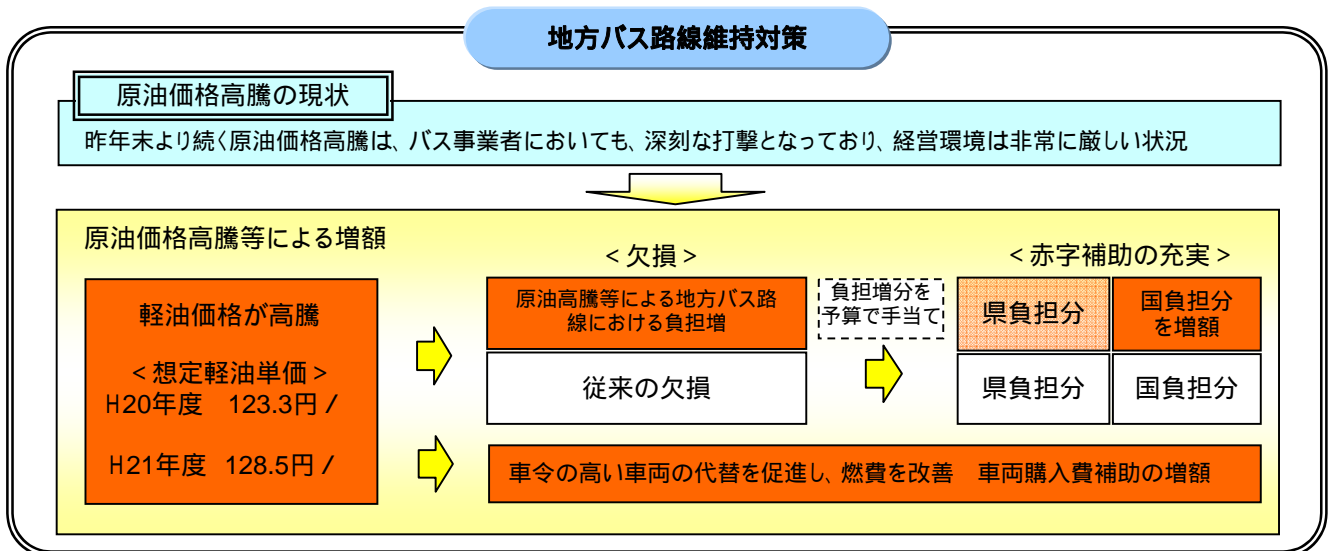 地方バス路線維持対策
原油価格高騰の現状
昨年末より続く原油価格高騰は、バス事業者においても、深刻な打撃となっており、経営環境は非常に厳しい状況
原油価格高騰等による増額
軽油価格が高騰
＜想定軽油単価＞
H20年度　123.3円／
H21年度　128.5円／
＜欠損＞
原油高騰等による地方バス路
線における負担増
従来の欠損
負担増分を
予算で手当て
＜赤字補助の充実＞
県負担分
国負担分
を増額
県負担分
国負担分
車令の高い車両の代替を促進し、燃費を改善　車両購入費補助の増額